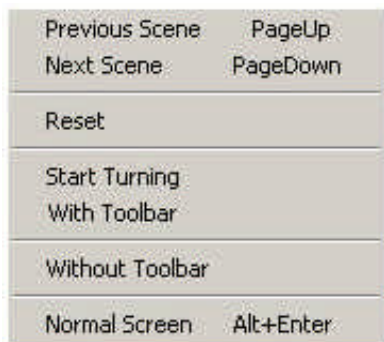 Previous Scene PageUp
Next Scene PageDown
Reset
Start Turning
With Toolbar
Without Toolbar
Normal Screen Alt+Enter